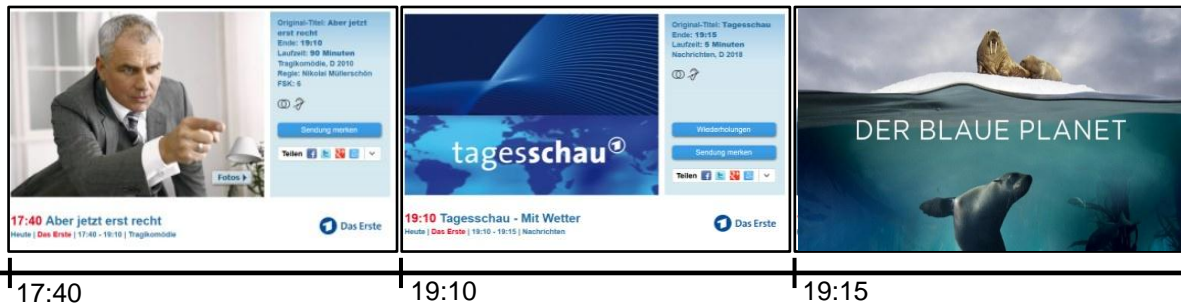 Original-Titel: Aber jetzt
erst recht
Ende: 19:10
Laufzeit: 90 Minuten
Tragikomödie, D 2010
Regie: Nikolai Müllerschön
FSK: 6
Sendung merken
Teilen
Fotos
17:40 Aber jetzt erst recht
Heute | Das Erste | 17:40 - 19:10 | Tragikomödie
Das Erste
Original-Titel: Tagesschau
Ende: 19:15
Laufzeit: 5 Minuten
Nachrichten, D 2018
tagesschau
Wiederholungen
Sendung merken
Teilen
19:10 Tagesschau - Mit Wetter
Heute | Das Erste | 19:10 - 19:15 | Nachrichten
Das Erste
DER BLAUE PLANET
17:40
19:10
19:15